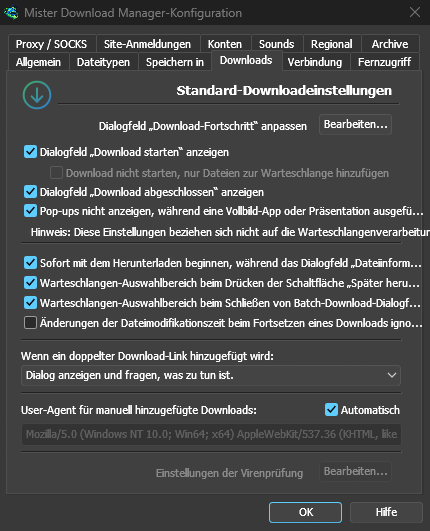 Mister Download Manager-Konfiguration
Proxy / SOCKS Site-Anmeldungen Konten Sounds Regional Archive
Allgemein Dateitypen Speichern in Downloads Verbindung Fernzugriff
Standard-Downloadeinstellungen
Dialogfeld „Download-Fortschritt“ anpassen Bearbeiten...
Dialogfeld „Download starten“ anzeigen
Download nicht starten, nur Dateien zur Warteschlange hinzufügen
Dialogfeld „Download abgeschlossen“ anzeigen
Pop-ups nicht anzeigen, während eine Vollbild-App oder Präsentation ausgefü...
Hinweis: Diese Einstellungen beziehen sich nicht auf die Warteschlangenverarbeitur
Sofort mit dem Herunterladen beginnen, während das Dialogfeld „Dateiinform...
Warteschlangen-Auswahlbereich beim Drücken der Schaltfläche „Später heru...
Warteschlangen-Auswahlbereich beim Schließen von Batch-Download-Dialogf...
Änderungen der Dateimodifikationszeit beim Fortsetzen eines Downloads igno...
Wenn ein doppelter Download-Link hinzugefügt wird:
Dialog anzeigen und fragen, was zu tun ist.
User-Agent für manuell hinzugefügte Downloads: Automatisch
Mozilla/5.0 (Windows NT 10.0; Win64; x64) AppleWebKit/537.36 (KHTML, like
Einstellungen der Virenprüfung Bearbeiten...
OK Hilfe